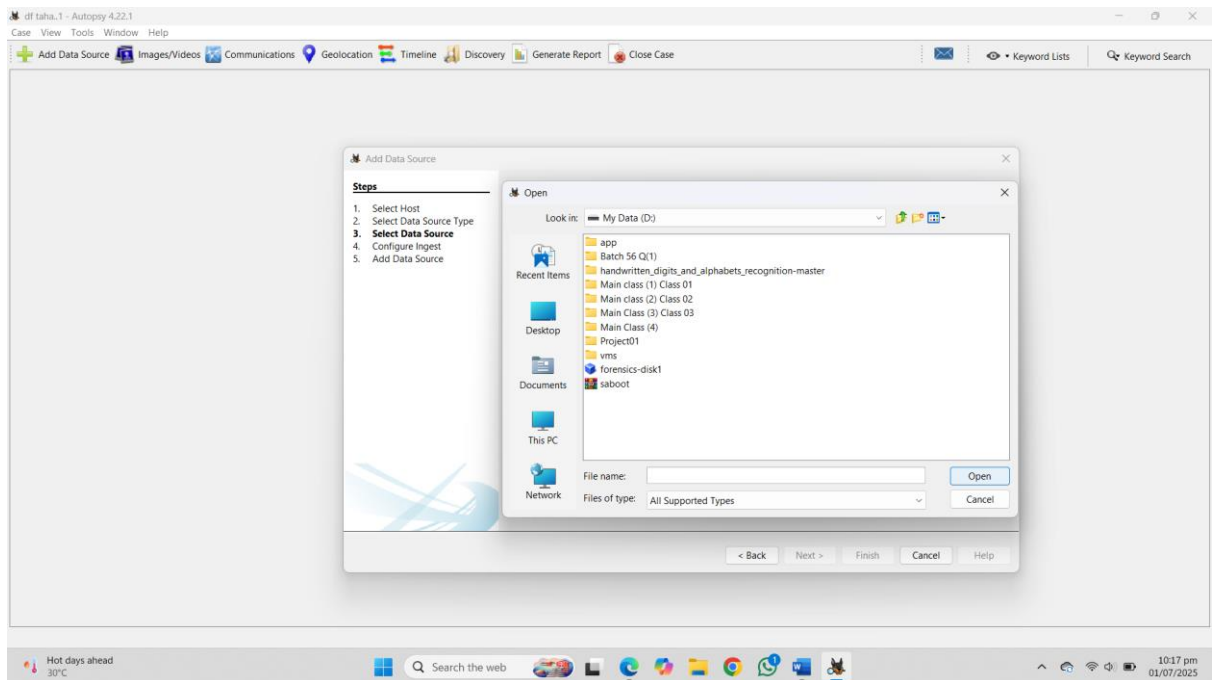 df taha..1 - Autopsy 4.22.1
Case View Tools Window Help
Add Data Source Images/Videos Communications Geolocation Timeline Discovery Generate Report Close Case Keyword Lists Keyword Search
Add Data Source
Steps
1. Select Host
2. Select Data Source Type
3. Select Data Source
4. Configure Ingest
5. Add Data Source
Open
Look in: My Data (D:)
Recent Items
Desktop
Documents
This PC
Network
app
Batch 56 Q(1)
handwritten_digits_and_alphabets_recognition-master
Main class (1) Class 01
Main class (2) Class 02
Main Class (3) Class 03
Main Class (4)
Project01
vms
forensics-disk1
saboot
File name: Open
Files of type: All Supported Types Cancel
< Back Next > Finish Cancel Help
Hot days ahead
30°C
Search the web
10:17 pm
01/07/2025